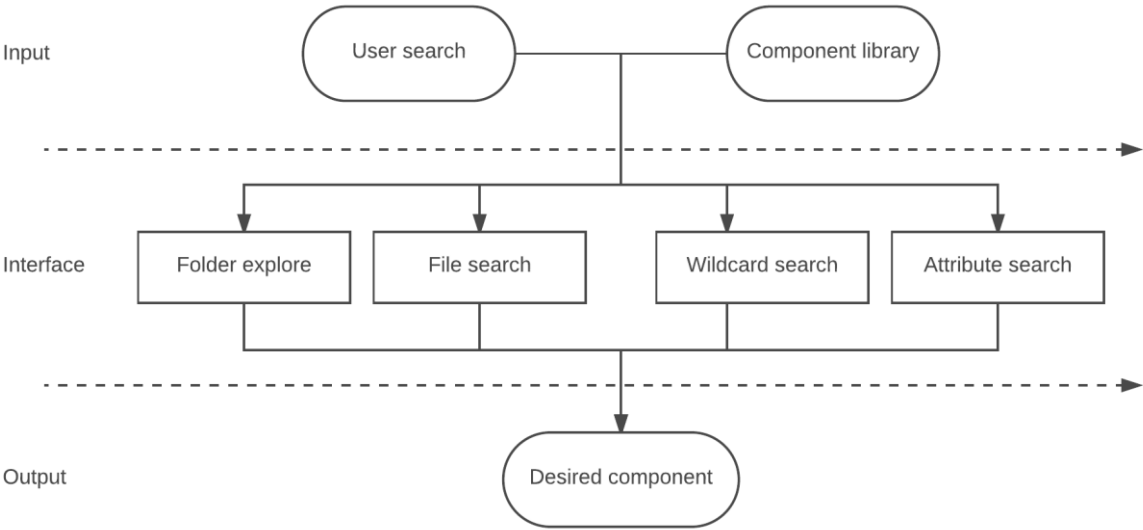 Input
User search
Component library
Interface
Folder explore
File search
Wildcard search
Attribute search
Output
Desired component